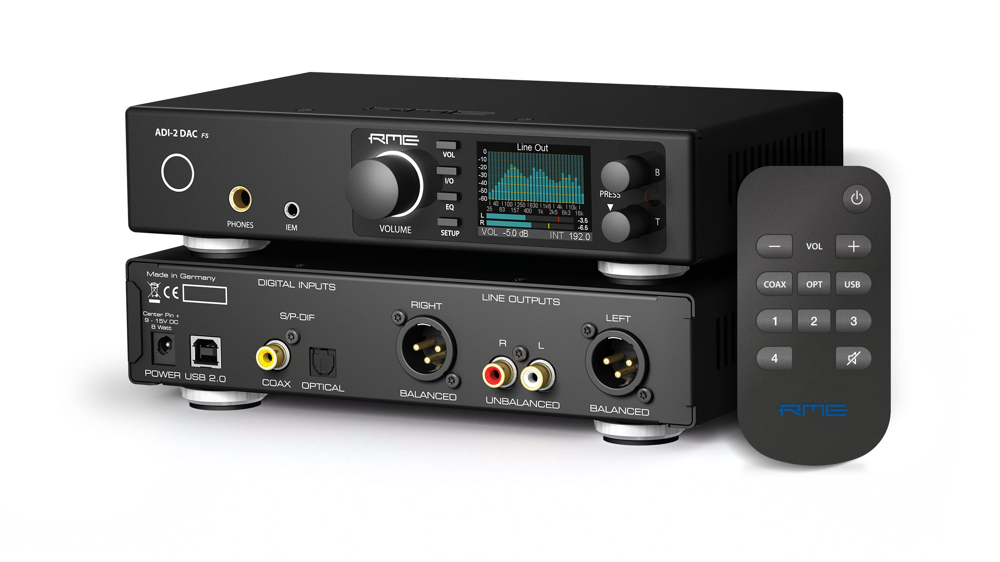 RME
ADI-2 DAC FS
PHONES
IEM
RME
VOLUME
VOL
I/O
EQ
SETUP
Line Out
0
-10
-20
-30
-40
-50
-60
40 100 250 630 1k6 4k 10k
25 63 157 400 1k 2k5 6k3 16k
L -3.5
R -6.5
VOL -5.0 dB INT 192.0
B
PRESS
▼
T
Made in Germany
CE
Center Pin +
9 - 15V DC
8 Watt
POWER
USB 2.0
DIGITAL INPUTS
S/P-DIF
COAX
OPTICAL
LINE OUTPUTS
RIGHT
BALANCED
R L
UNBALANCED
LEFT
BALANCED
− VOL +
COAX OPT USB
1 2 3
4
RME